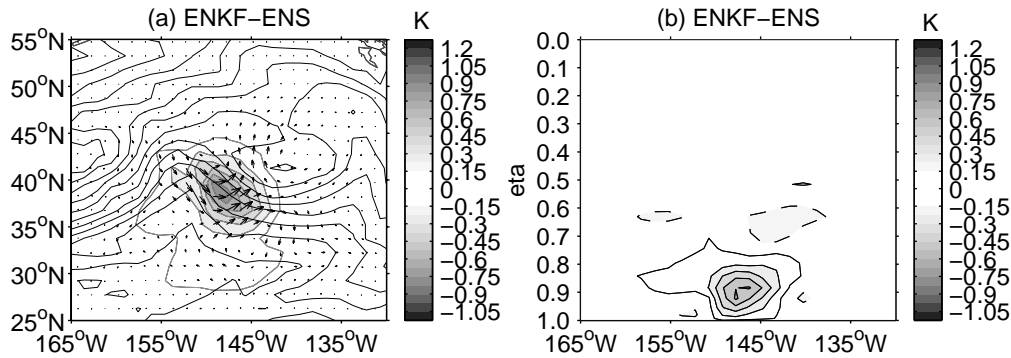 (a) ENKF−ENS
K
55°N
50°N
45°N
40°N
35°N
30°N
25°N
165°W
155°W
145°W
135°W
1.2
1.05
0.9
0.75
0.6
0.45
0.3
0.15
0
−0.15
−0.3
−0.45
−0.6
−0.75
−0.9
−1.05
(b) ENKF−ENS
K
eta
0.0
0.1
0.2
0.3
0.4
0.5
0.6
0.7
0.8
0.9
1.0
165°W
155°W
145°W
135°W
1.2
1.05
0.9
0.75
0.6
0.45
0.3
0.15
0
−0.15
−0.3
−0.45
−0.6
−0.75
−0.9
−1.05